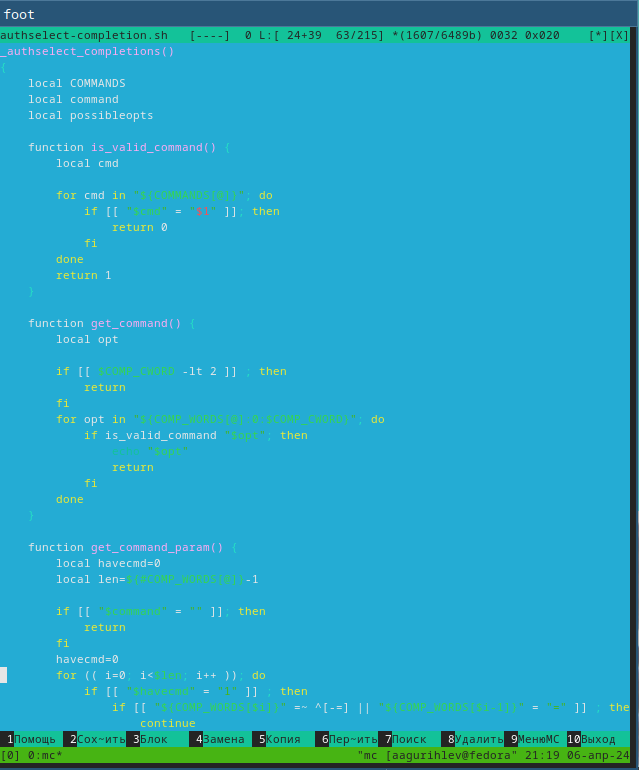 foot
authselect-completion.sh   [----]  0 L:[ 24+39  63/215] *(1607/6489b) 0032 0x020    [*][X]
_authselect_completions()
{
    local COMMANDS
    local command
    local possibleopts
    function is_valid_command() {
        local cmd
        for cmd in "${COMMANDS[@]}"; do
            if [[ "$cmd" = "$1" ]]; then
                return 0
            fi
        done
        return 1
    }
    function get_command() {
        local opt
        if [[ $COMP_CWORD -lt 2 ]] ; then
            return
        fi
        for opt in "${COMP_WORDS[@]:0:$COMP_CWORD}"; do
            if is_valid_command "$opt"; then
                "$opt"
                return
            fi
        done
    }
    function get_command_param() {
        local havecmd=0
        local len=${#COMP_WORDS[@]}-1
        if [[ "$command" = "" ]]; then
            return
        fi
        havecmd=0
        for (( i=0; i<$len; i++ )); do
            if [[ "$havecmd" = ]] ; then
                if [[ "${COMP_WORDS[$i]}" =~ ^[-=] || "${COMP_WORDS[$i-1]}" = "=" ]] ; the
                    continue
1Помощь 2Сох~ить 3Блок 4Замена 5Копия 6Пер~ить 7Поиск 8Удалить 9МенюMC 10Выход
[0] 0:mc* "mc [aagurihlev@fedora" 21:19 06-апр-24